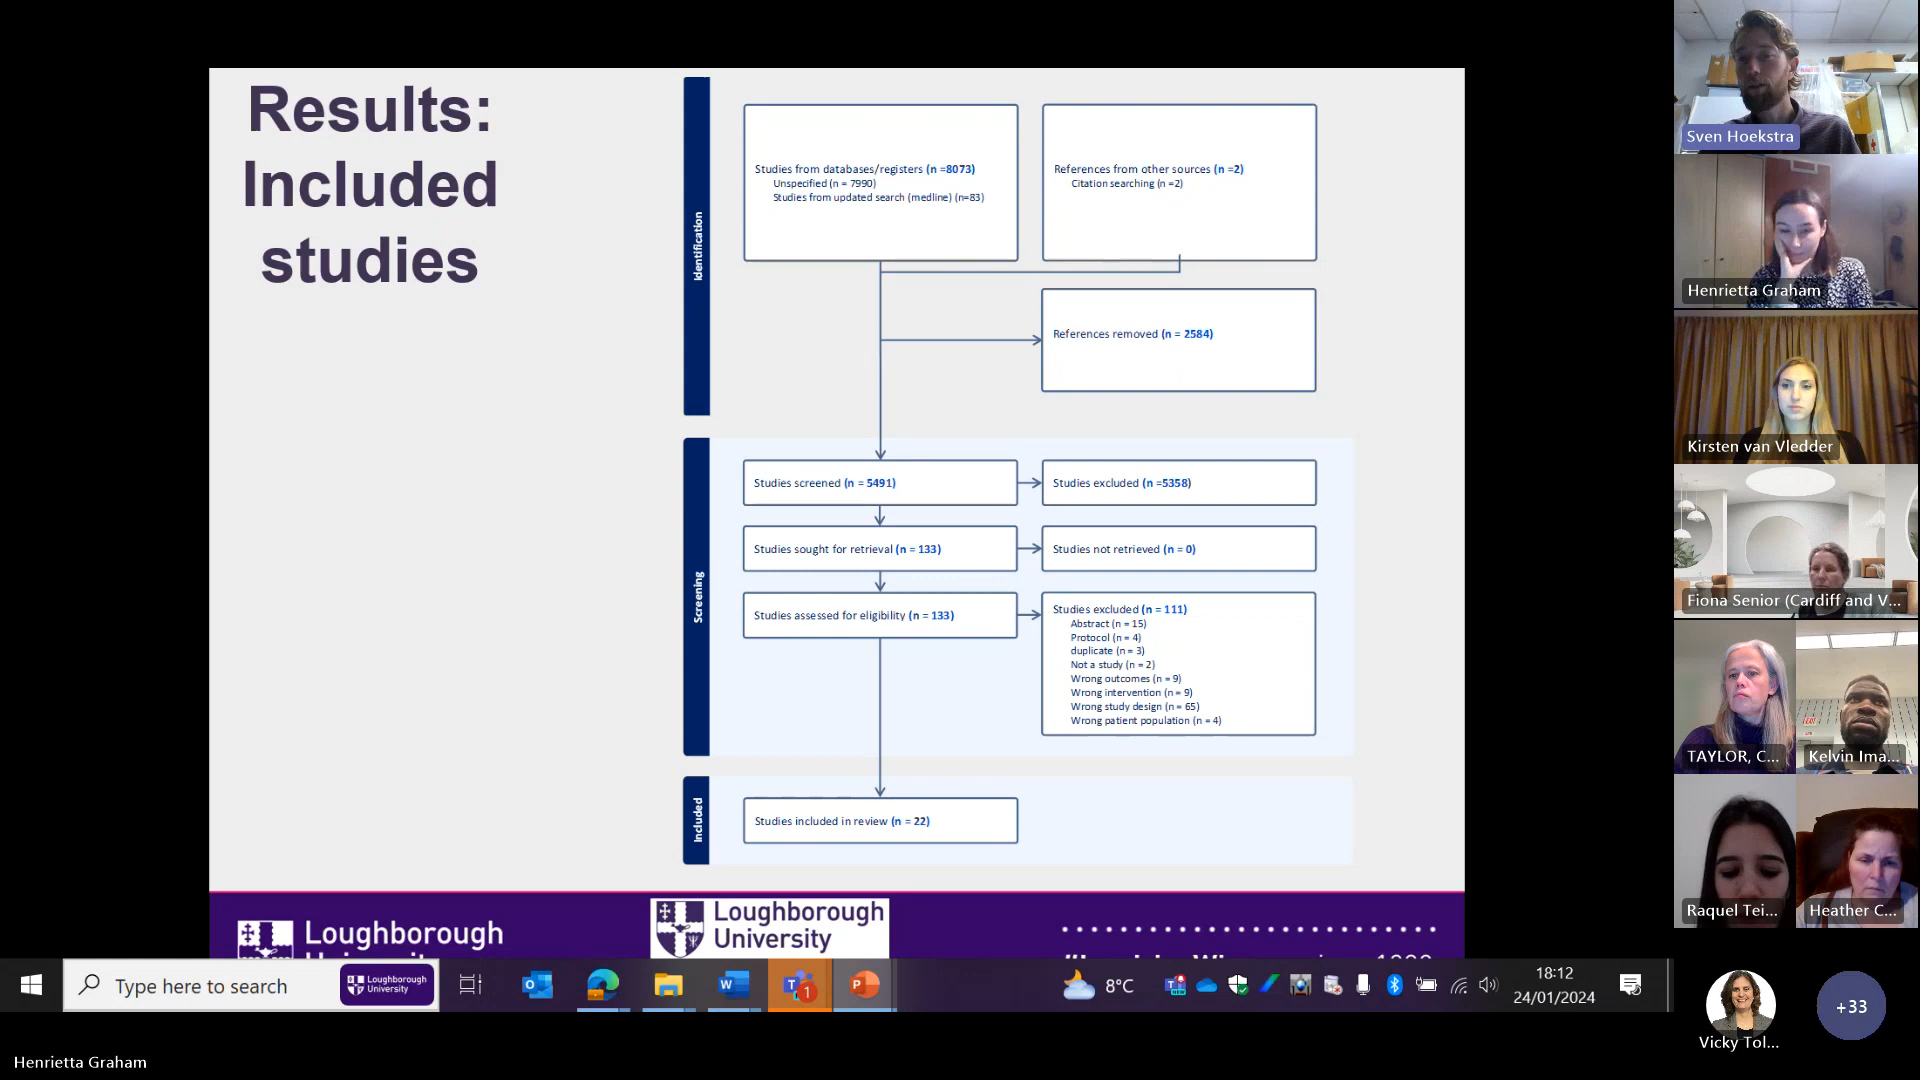 Results:
Included
studies
Identification
Studies from databases/registers (n =8073)
Unspecified (n = 7990)
Studies from updated search (medline) (n=83)
References from other sources (n =2)
Citation searching (n =2)
References removed (n = 2584)
Screening
Studies screened (n = 5491)
Studies excluded (n =5358)
Studies sought for retrieval (n = 133)
Studies not retrieved (n = 0)
Studies assessed for eligibility (n = 133)
Studies excluded (n = 111)
Abstract (n = 15)
Protocol (n = 4)
duplicate (n = 3)
Not a study (n = 2)
Wrong outcomes (n = 9)
Wrong intervention (n = 9)
Wrong study design (n = 65)
Wrong patient population (n = 4)
Included
Studies included in review (n = 22)
Loughborough
Loughborough
University
Type here to search
Loughborough
University
1
8°C
18:12
24/01/2024
Sven Hoekstra
Henrietta Graham
Kirsten van Vledder
Fiona Senior (Cardiff and V...
TAYLOR, C...
Kelvin Ima...
Raquel Tei...
Heather C...
Vicky Tol...
+33
Henrietta Graham